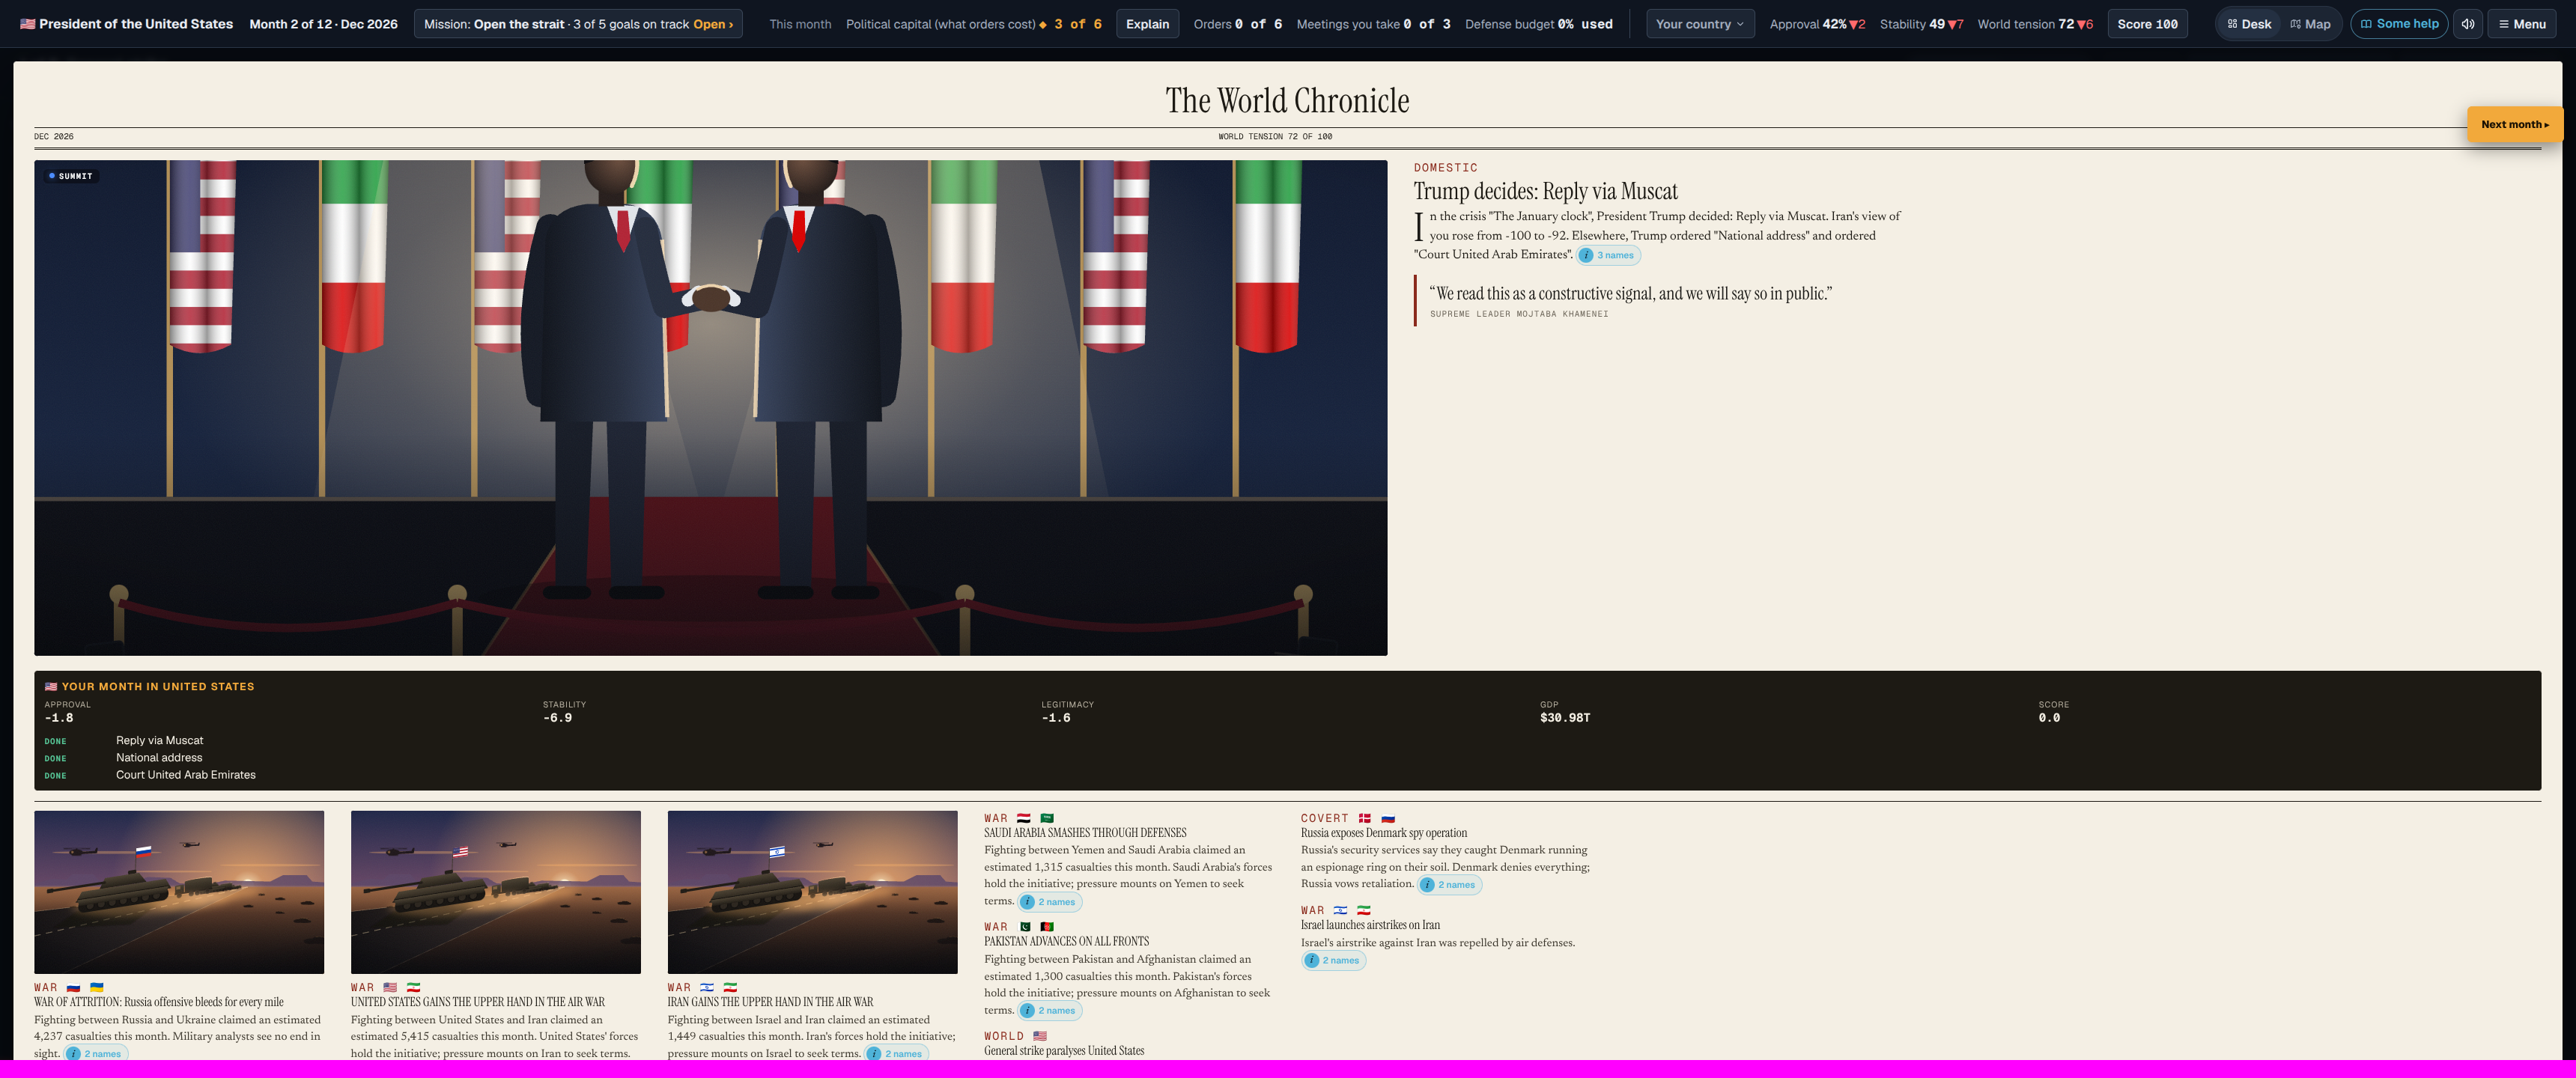 President of the United States
Month 2 of 12 · Dec 2026
Mission: Open the strait · 3 of 5 goals on track Open ›
This month
Political capital (what orders cost) ◆ 3 of 6
Explain
Orders 0 of 6
Meetings you take 0 of 3
Defense budget 0% used
Your country
Approval 42% ▼2
Stability 49 ▼7
World tension 72 ▼6
Score 100
Desk
Map
Some help
Menu
The World Chronicle
Next month ▸
DEC 2026
WORLD TENSION 72 OF 100
SUMMIT
DOMESTIC
Trump decides: Reply via Muscat
In the crisis "The January clock", President Trump decided: Reply via Muscat. Iran's view of
you rose from -100 to -92. Elsewhere, Trump ordered "National address" and ordered
"Court United Arab Emirates". i 3 names
“We read this as a constructive signal, and we will say so in public.”
SUPREME LEADER MOJTABA KHAMENEI
YOUR MONTH IN UNITED STATES
APPROVAL
-1.8
STABILITY
-6.9
LEGITIMACY
-1.6
GDP
$30.98T
SCORE
0.0
DONE Reply via Muscat
DONE National address
DONE Court United Arab Emirates
WAR
WAR OF ATTRITION: Russia offensive bleeds for every mile
Fighting between Russia and Ukraine claimed an estimated
4,237 casualties this month. Military analysts see no end in
sight. i 2 names
WAR
UNITED STATES GAINS THE UPPER HAND IN THE AIR WAR
Fighting between United States and Iran claimed an
estimated 5,415 casualties this month. United States' forces
hold the initiative; pressure mounts on Iran to seek terms.
WAR
IRAN GAINS THE UPPER HAND IN THE AIR WAR
Fighting between Israel and Iran claimed an estimated
1,449 casualties this month. Iran's forces hold the initiative;
pressure mounts on Israel to seek terms. i 2 names
WAR
SAUDI ARABIA SMASHES THROUGH DEFENSES
Fighting between Yemen and Saudi Arabia claimed an
estimated 1,315 casualties this month. Saudi Arabia's forces
hold the initiative; pressure mounts on Yemen to seek
terms. i 2 names
WAR
PAKISTAN ADVANCES ON ALL FRONTS
Fighting between Pakistan and Afghanistan claimed an
estimated 1,300 casualties this month. Pakistan's forces
hold the initiative; pressure mounts on Afghanistan to seek
terms. i 2 names
WORLD
General strike paralyses United States
COVERT
Russia exposes Denmark spy operation
Russia's security services say they caught Denmark running
an espionage ring on their soil. Denmark denies everything;
Russia vows retaliation. i 2 names
WAR
Israel launches airstrikes on Iran
Israel's airstrike against Iran was repelled by air defenses.
i 2 names